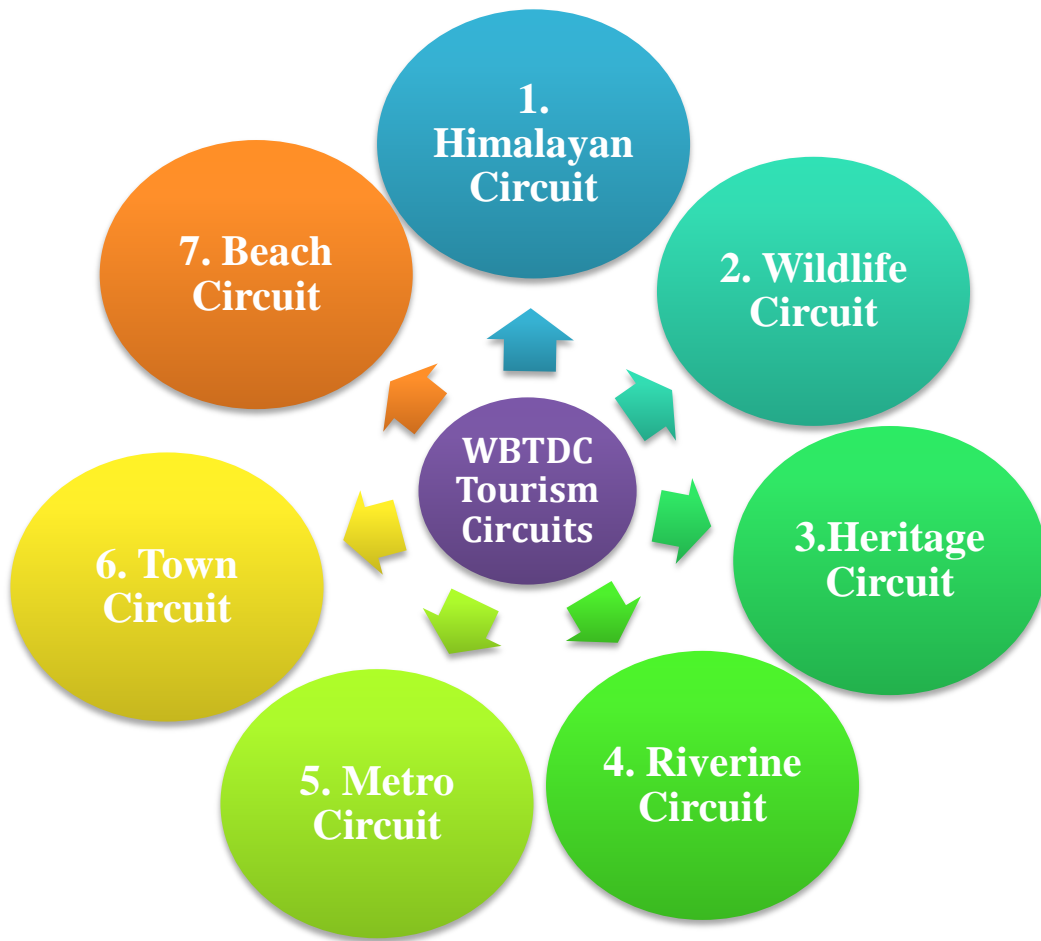 1.
Himalayan
Circuit
2. Wildlife
Circuit
3.Heritage
Circuit
4. Riverine
Circuit
5. Metro
Circuit
6. Town
Circuit
7. Beach
Circuit
WBTDC
Tourism
Circuits